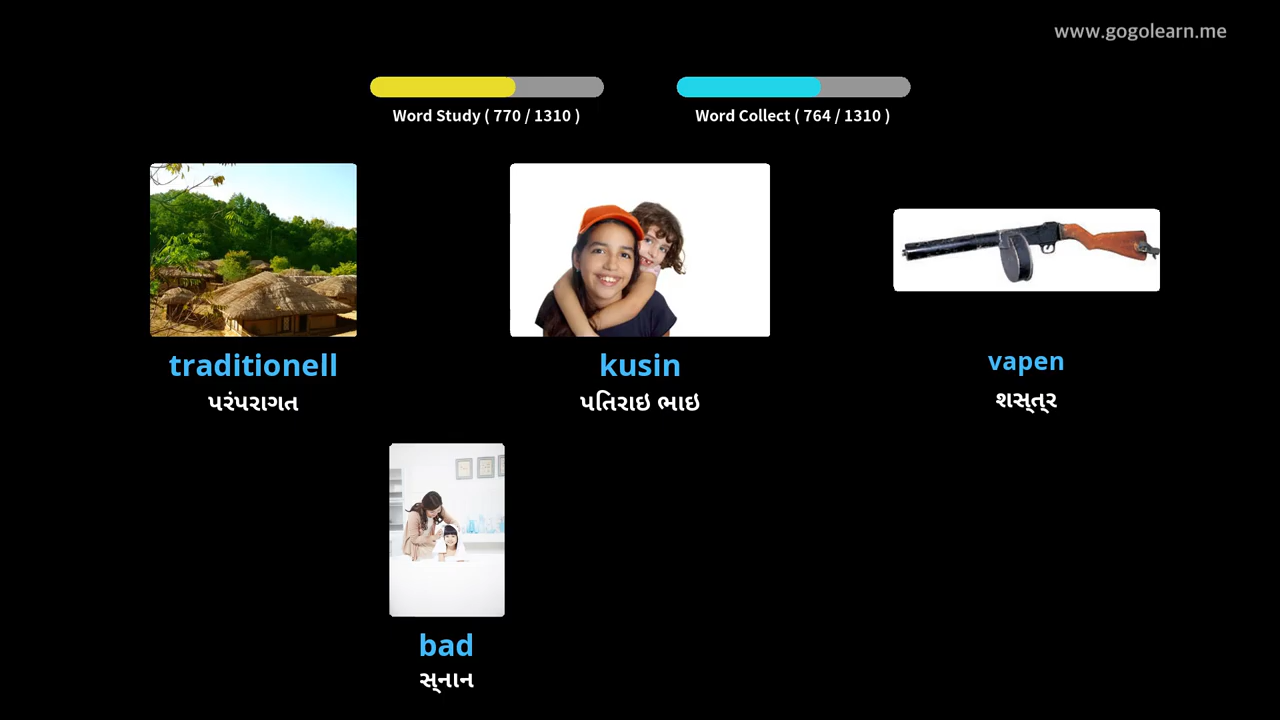 www.gogolearn.me
Word Study ( 770 / 1310 )
Word Collect ( 764 / 1310 )
traditionell
kusin
vapen
પરંપરાગત
પતિરાઇ ભાઇ
શસ્ત્ર
bad
સ્નાન